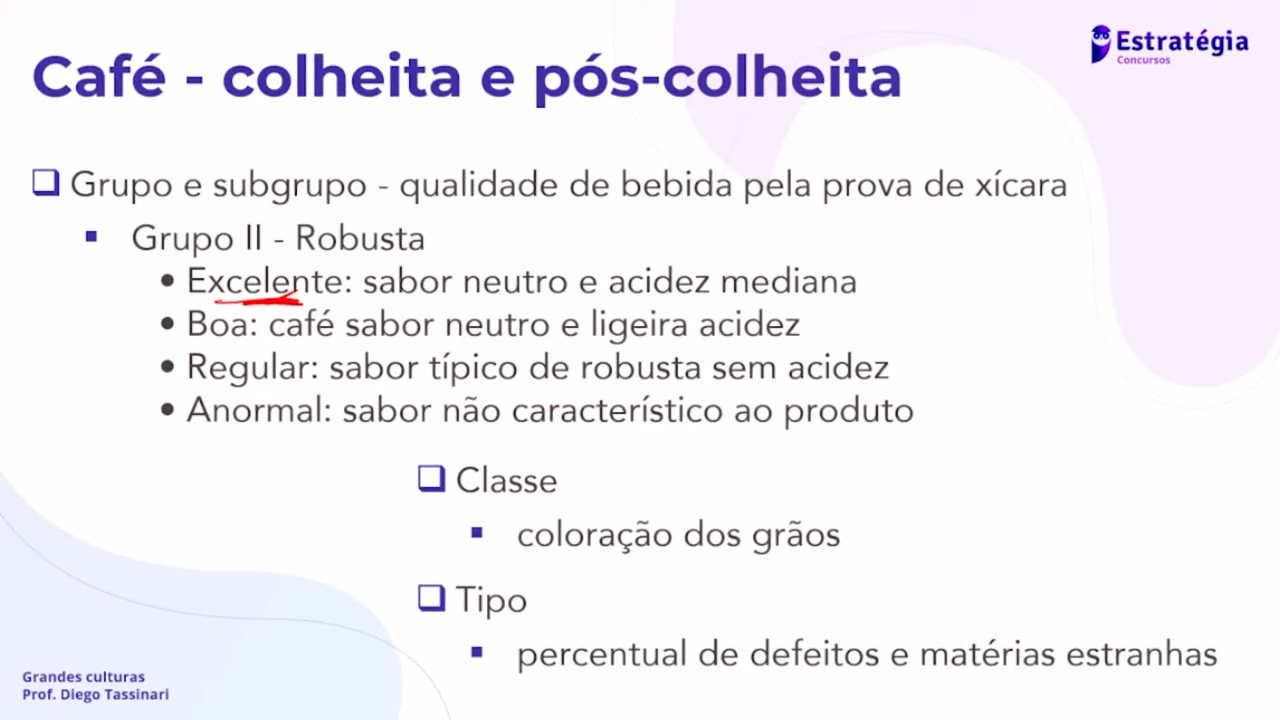 Estratégia
Concursos
Café - colheita e pós-colheita
Grupo e subgrupo - qualidade de bebida pela prova de xícara
Grupo II - Robusta
Excelente: sabor neutro e acidez mediana
Boa: café sabor neutro e ligeira acidez
Regular: sabor típico de robusta sem acidez
Anormal: sabor não característico ao produto
Classe
coloração dos grãos
Tipo
percentual de defeitos e matérias estranhas
Grandes culturas
Prof. Diego Tassinari